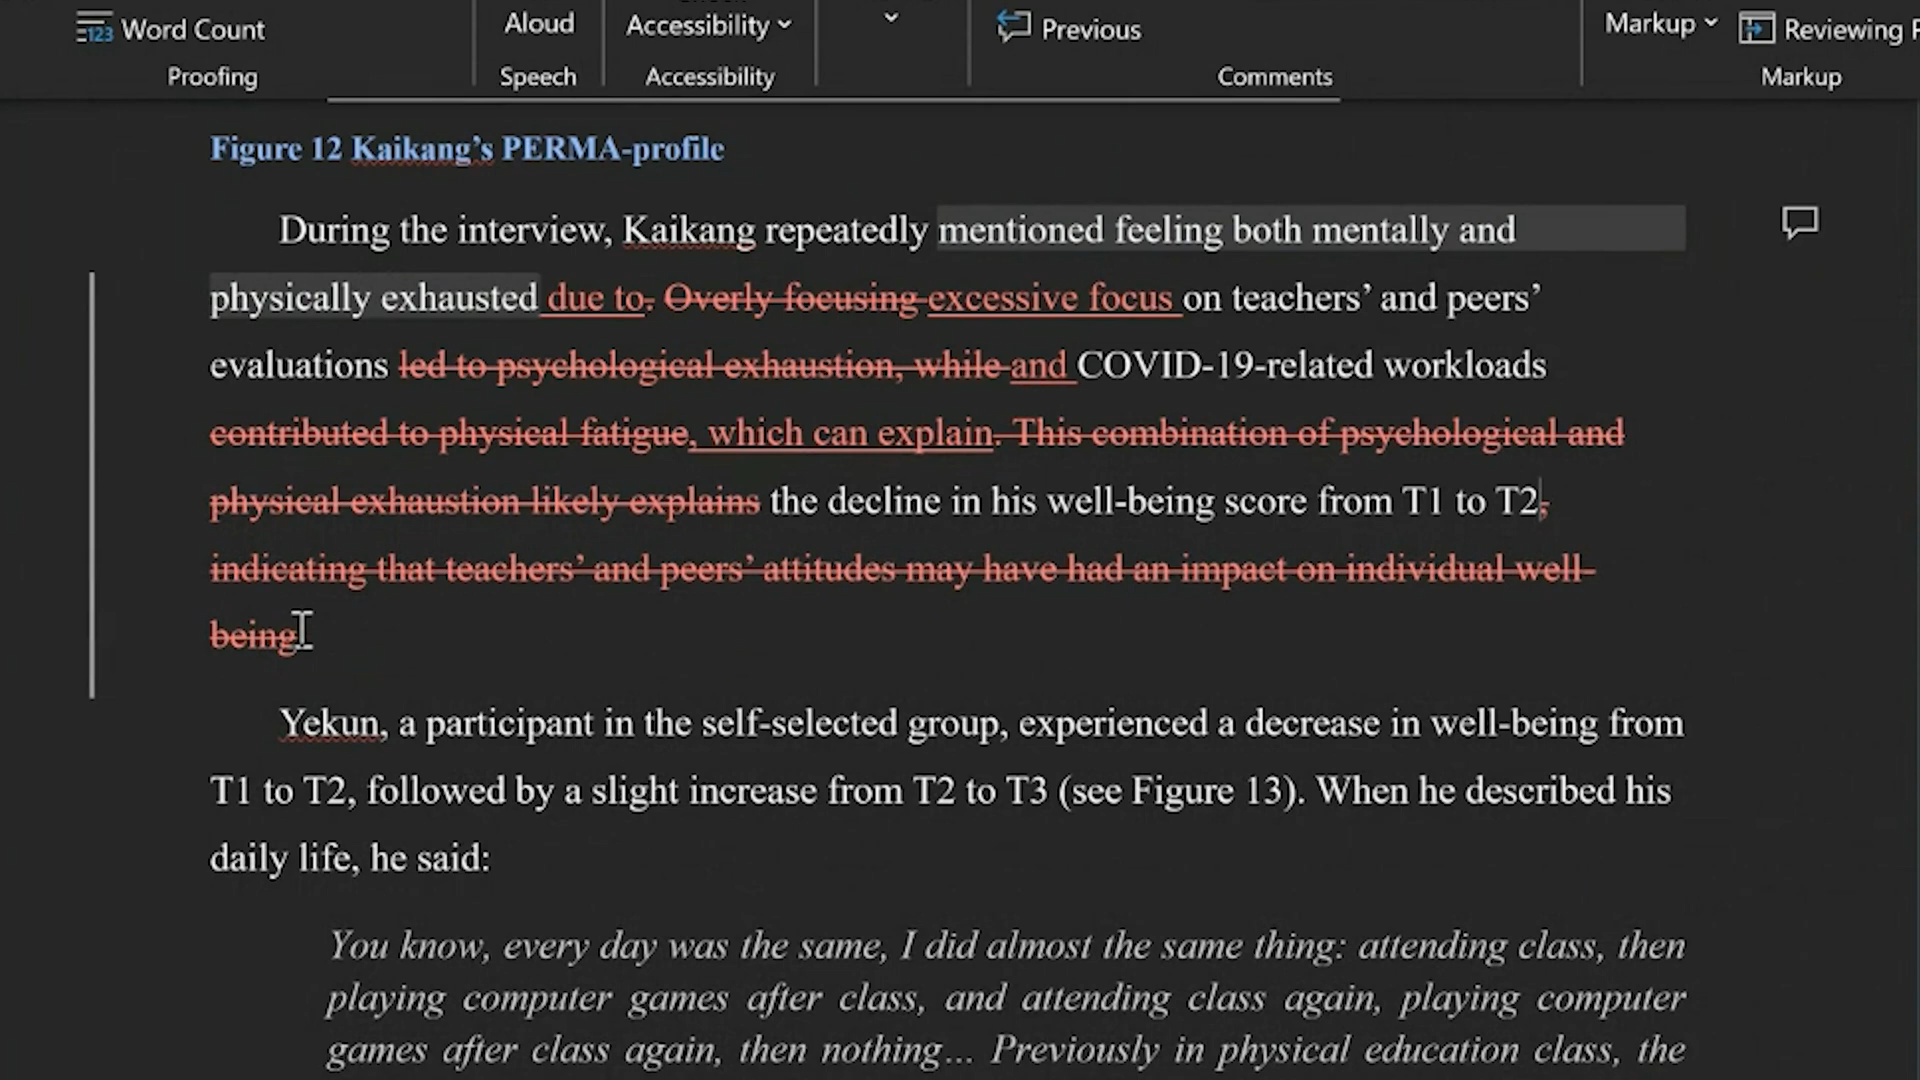 Word Count
Aloud
Accessibility
Previous
Markup
Reviewing
Proofing
Speech
Accessibility
Comments
Markup
Figure 12 Kaikang’s PERMA-profile
During the interview, Kaikang repeatedly mentioned feeling both mentally and
physically exhausted due to. Overly focusing excessive focus on teachers’ and peers’
evaluations led to psychological exhaustion, while and COVID-19-related workloads
contributed to physical fatigue, which can explain. This combination of psychological and
physical exhaustion likely explains the decline in his well-being score from T1 to T2,
indicating that teachers’ and peers’ attitudes may have had an impact on individual well-
being
Yekun, a participant in the self-selected group, experienced a decrease in well-being from
T1 to T2, followed by a slight increase from T2 to T3 (see Figure 13). When he described his
daily life, he said:
You know, every day was the same, I did almost the same thing: attending class, then
playing computer games after class, and attending class again, playing computer
games after class again, then nothing… Previously in physical education class, the